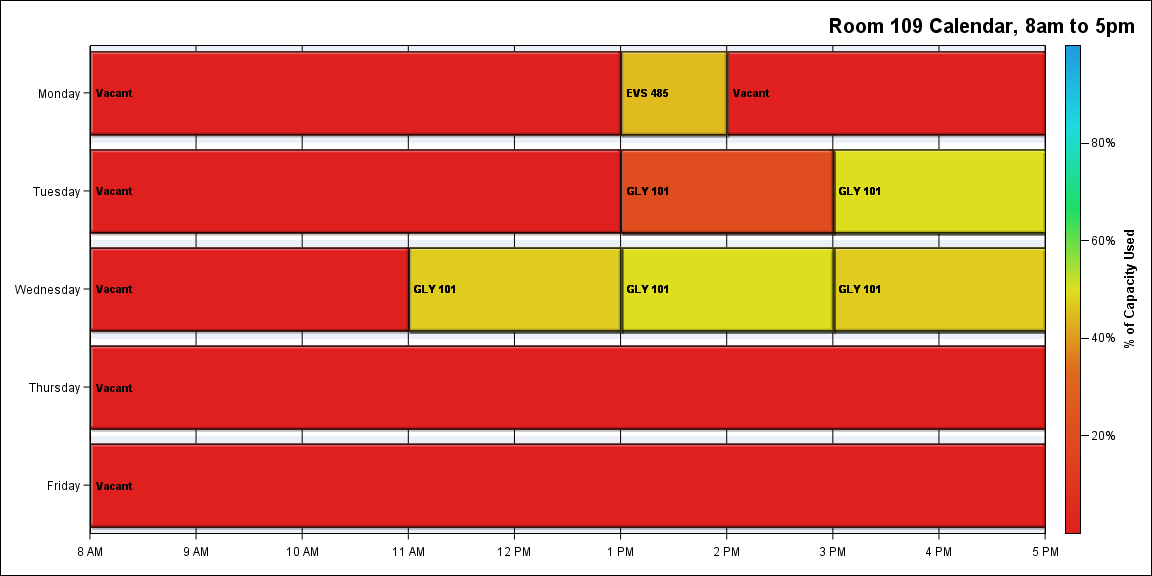 Room 109 Calendar, 8am to 5pm
Monday
Vacant
EVS 485
Vacant
Tuesday
Vacant
GLY 101
GLY 101
Wednesday
Vacant
GLY 101
GLY 101
GLY 101
Thursday
Vacant
Friday
Vacant
8 AM
9 AM
10 AM
11 AM
12 PM
1 PM
2 PM
3 PM
4 PM
5 PM
80%
60%
40%
20%
% of Capacity Used